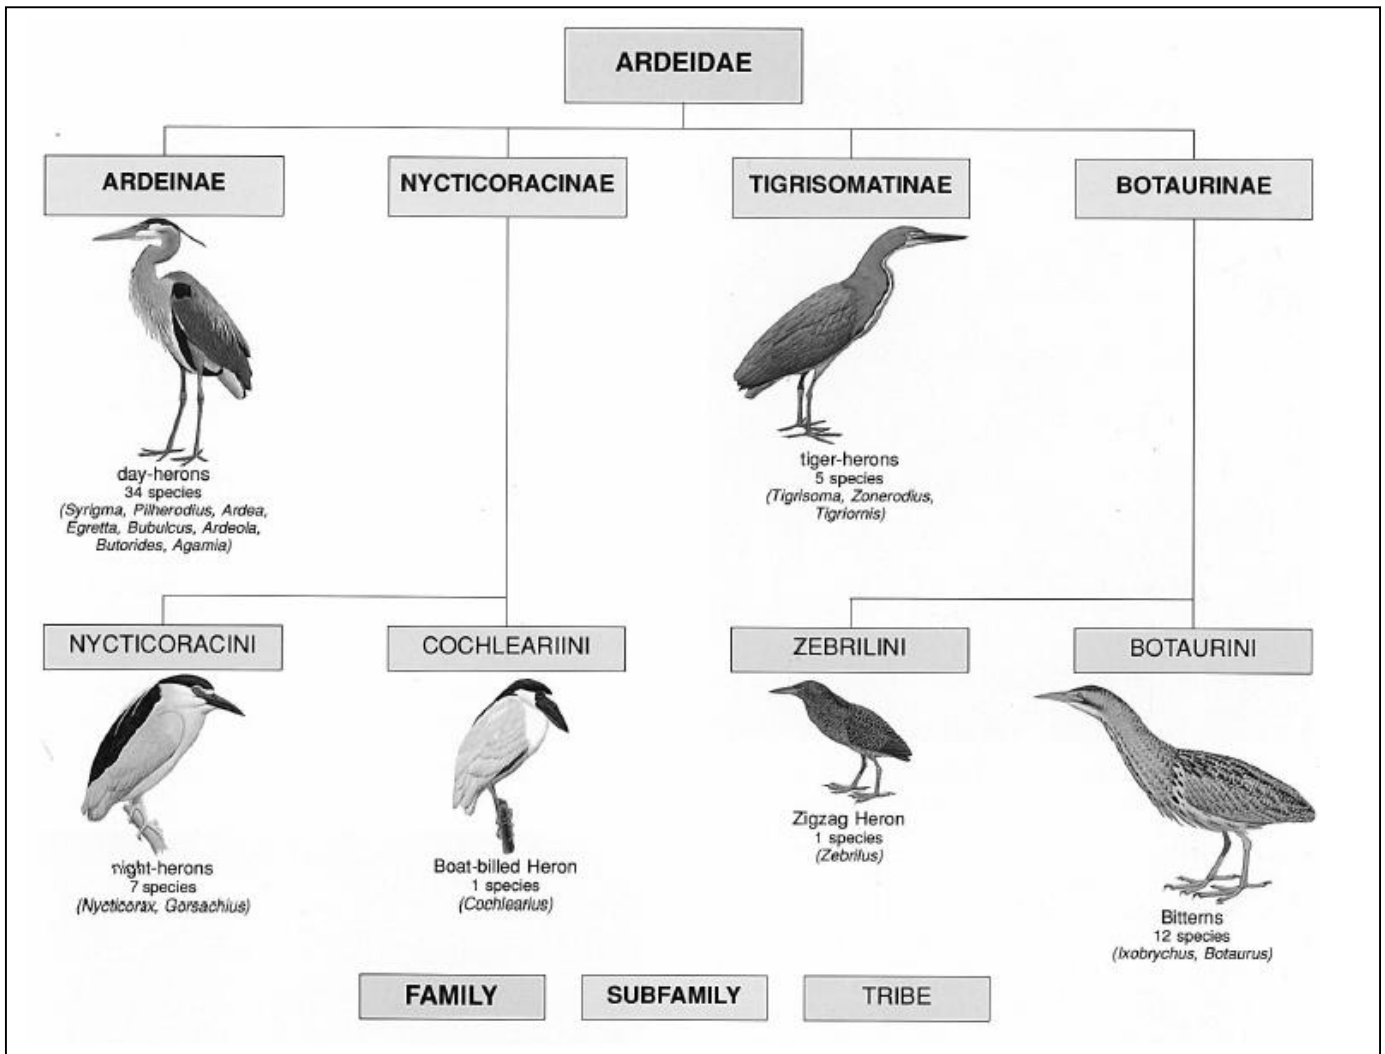 ARDEIDAE
ARDEINAE
NYCTICORACINAE
TIGRISOMATINAE
BOTAURINAE
day-herons
34 species
(Syrigma, Pilherodius, Ardea,
Egretta, Bubulcus, Ardeola,
Butorides, Agamia)
tiger-herons
5 species
(Tigrisoma, Zonerodius,
Tigriornis)
NYCTICORACINI
COCHLEARIINI
ZEBRILINI
BOTAURINI
night-herons
7 species
(Nycticorax, Gorsachius)
Boat-billed Heron
1 species
(Cochlearius)
Zigzag Heron
1 species
(Zebrilus)
Bitterns
12 species
(Ixobrychus, Botaurus)
FAMILY
SUBFAMILY
TRIBE